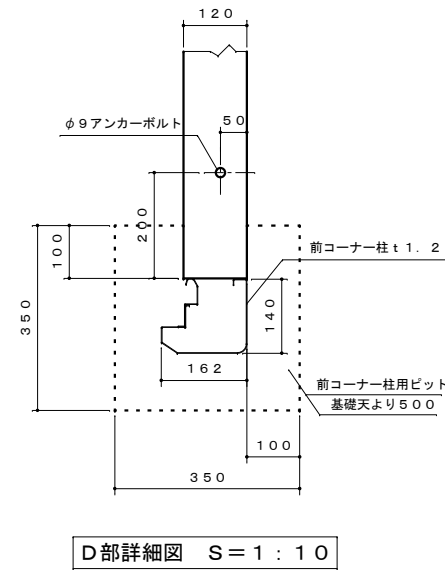 １２０
５０
φ９アンカーボルト
２００
１００
前コーナー柱ｔ１．２
３５０
１４０
１６２
前コーナー柱用ピット
基礎天より５００
１００
３５０
Ｄ部詳細図　Ｓ＝１：１０